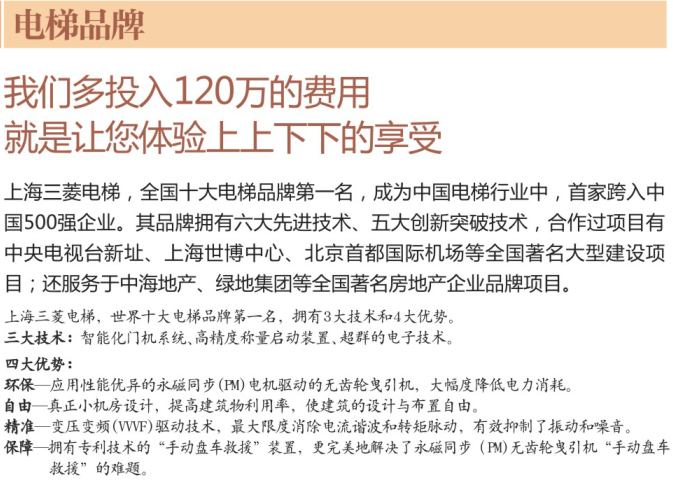 电梯品牌
我们多投入120万的费用
就是让您体验上上下下的享受
上海三菱电梯，全国十大电梯品牌第一名，成为中国电梯行业中，首家跨入中
国500强企业。其品牌拥有六大先进技术、五大创新突破技术，合作过项目有
中央电视台新址、上海世博中心、北京首都国际机场等全国著名大型建设项
目；还服务于中海地产、绿地集团等全国著名房地产企业品牌项目。
上海三菱电梯，世界十大电梯品牌第一名，拥有3大技术和4大优势。
三大技术：智能化门机系统、高精度称量启动装置、超群的电子技术。
四大优势：
环保—应用性能优异的永磁同步(PM)电机驱动的无齿轮曳引机，大幅度降低电力消耗。
自由—真正小机房设计，提高建筑物利用率，使建筑的设计与布置自由。
精准—变压变频(VVVF)驱动技术，最大限度消除电流谐波和转矩脉动，有效抑制了振动和噪音。
保障—拥有专利技术的“手动盘车救援”装置，更完美地解决了永磁同步（PM)无齿轮曳引机“手动盘车
救援”的难题。